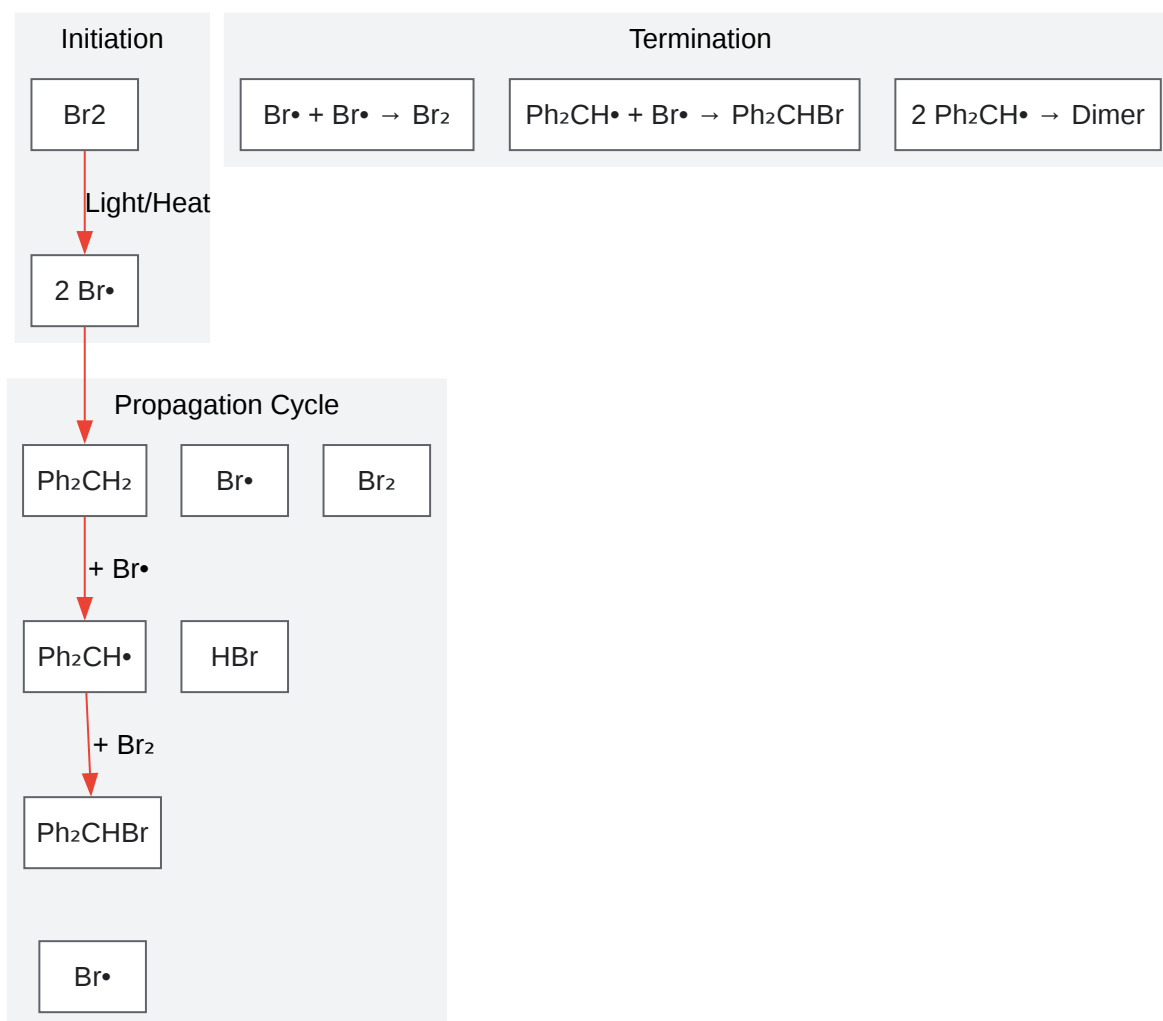 Initiation
Br2
Light/Heat
2 Br•
Termination
Br• + Br• → Br₂
Ph₂CH• + Br• → Ph₂CHBr
2 Ph₂CH• → Dimer
Propagation Cycle
Ph₂CH₂
Br•
Br₂
+ Br•
Ph₂CH•
HBr
+ Br₂
Ph₂CHBr
Br•